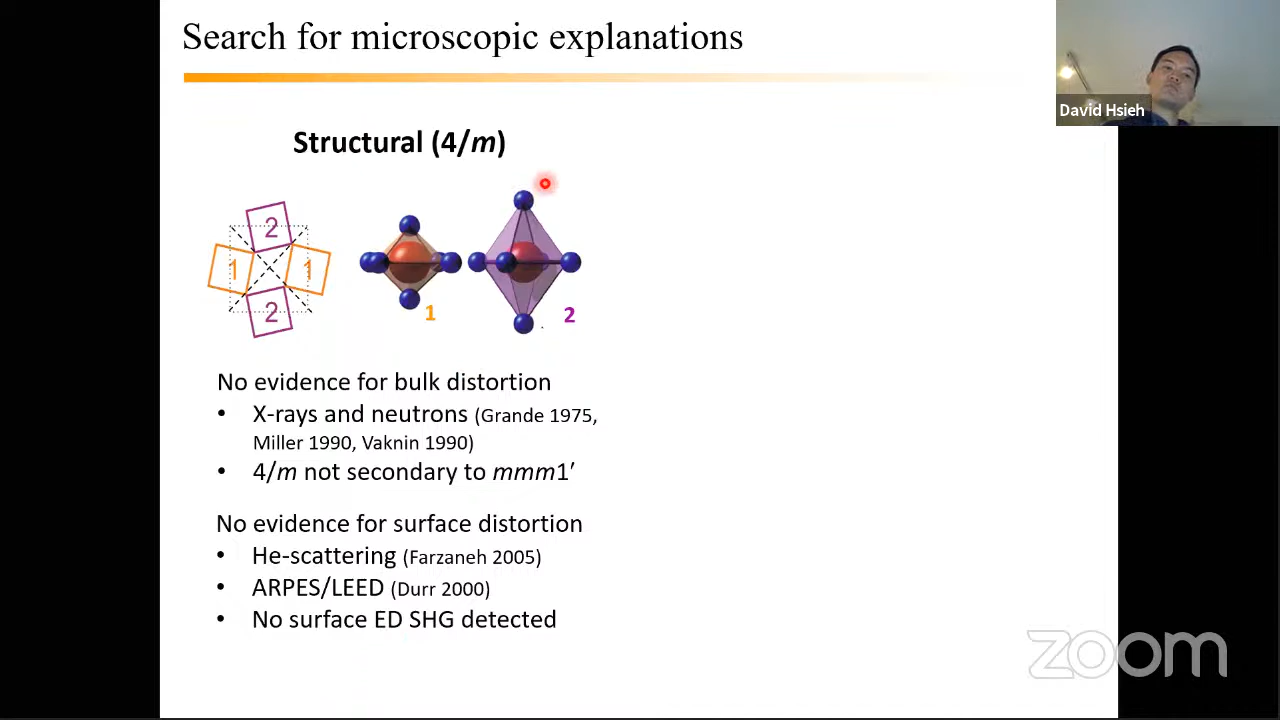 Search for microscopic explanations
David Hsieh
Structural (4/m)
2
1 1
2
1
2
No evidence for bulk distortion
• X-rays and neutrons (Grande 1975,
Miller 1990, Vaknin 1990)
• 4/m not secondary to mmm1′
No evidence for surface distortion
• He-scattering (Farzaneh 2005)
• ARPES/LEED (Durr 2000)
• No surface ED SHG detected
zoom